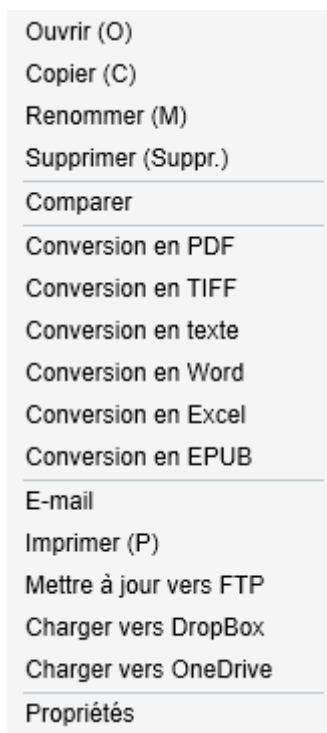 Ouvrir (O)
Copier (C)
Renommer (M)
Supprimer (Suppr.)
Comparer
Conversion en PDF
Conversion en TIFF
Conversion en texte
Conversion en Word
Conversion en Excel
Conversion en EPUB
E-mail
Imprimer (P)
Mettre à jour vers FTP
Charger vers DropBox
Charger vers OneDrive
Propriétés